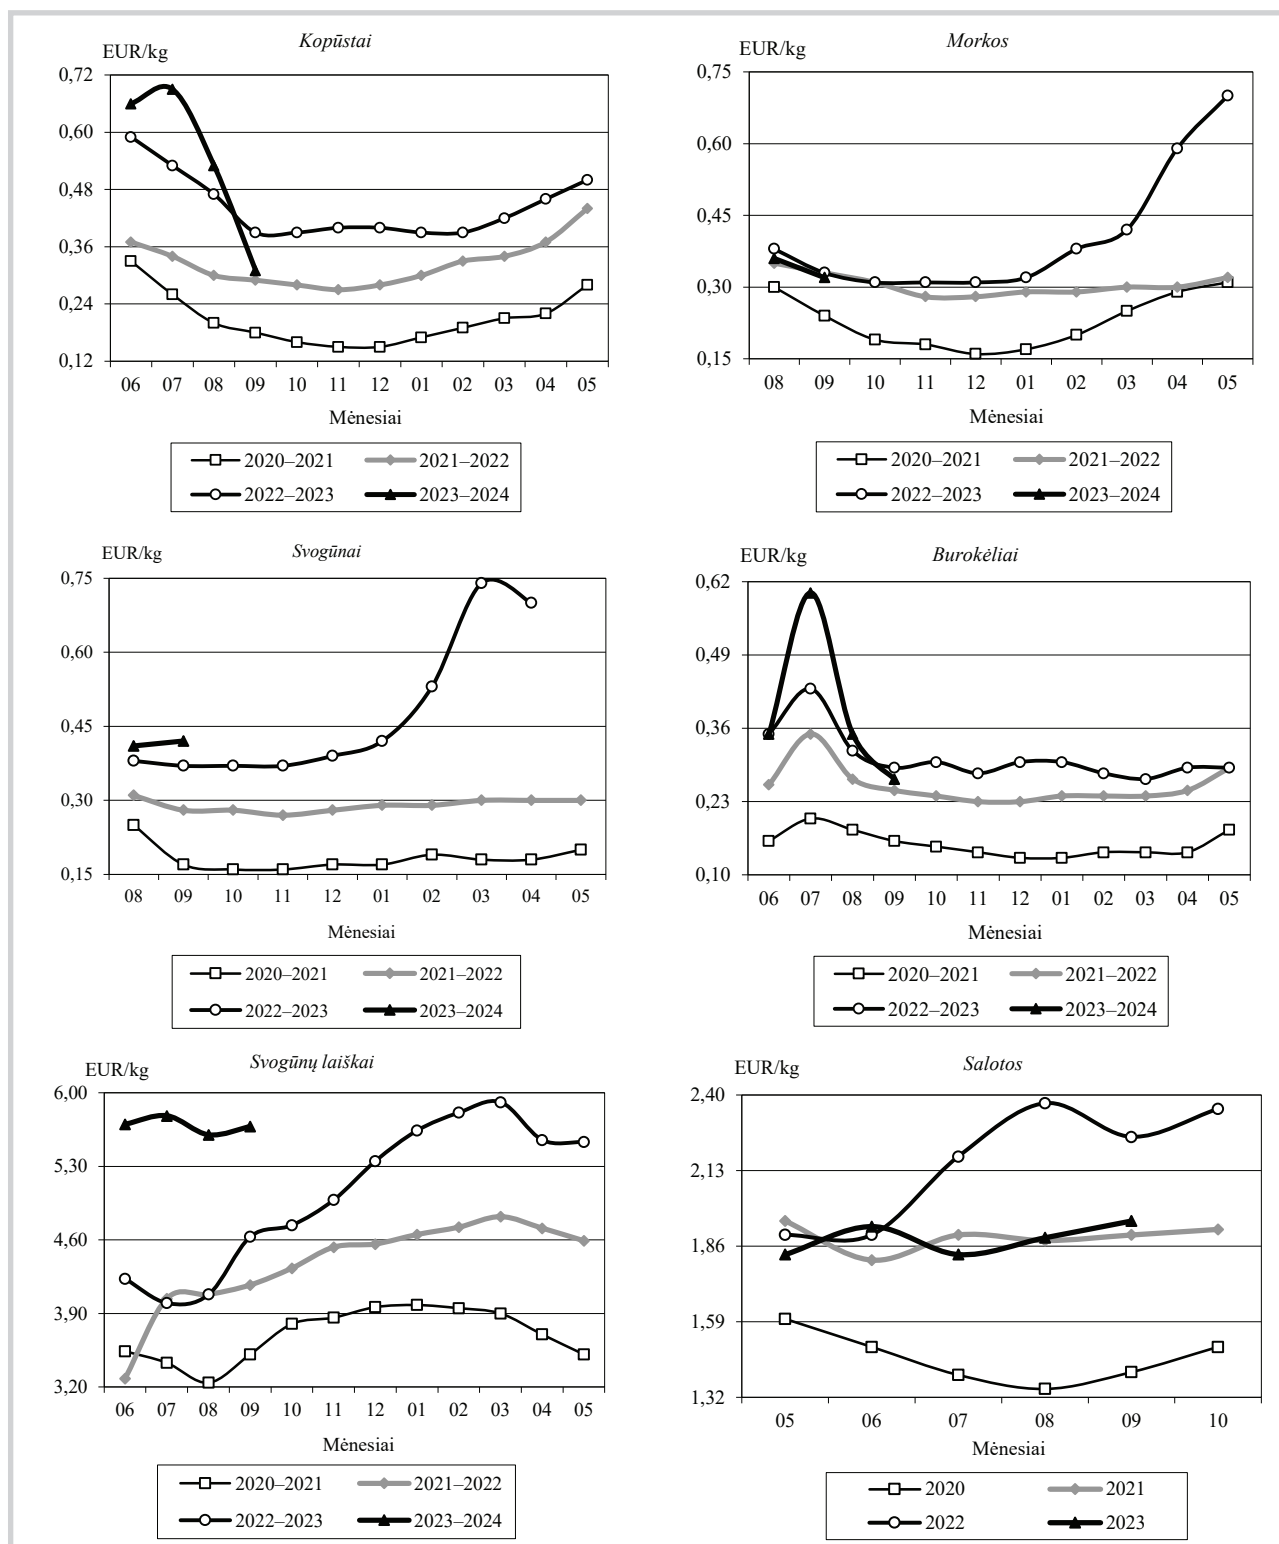 Kopūstai
EUR/kg
0,72
0,60
0,48
0,36
0,24
0,12
06 07 08 09 10 11 12 01 02 03 04 05
Mėnesiai
2020–2021 2021–2022
2022–2023 2023–2024
Morkos
EUR/kg
0,75
0,60
0,45
0,30
0,15
08 09 10 11 12 01 02 03 04 05
Mėnesiai
2020–2021 2021–2022
2022–2023 2023–2024
Svogūnai
EUR/kg
0,75
0,60
0,45
0,30
0,15
08 09 10 11 12 01 02 03 04 05
Mėnesiai
2020–2021 2021–2022
2022–2023 2023–2024
Burokėliai
EUR/kg
0,62
0,49
0,36
0,23
0,10
06 07 08 09 10 11 12 01 02 03 04 05
Mėnesiai
2020–2021 2021–2022
2022–2023 2023–2024
Svogūnų laiškai
EUR/kg
6,00
5,30
4,60
3,90
3,20
06 07 08 09 10 11 12 01 02 03 04 05
Mėnesiai
2020–2021 2021–2022
2022–2023 2023–2024
Salotos
EUR/kg
2,40
2,13
1,86
1,59
1,32
05 06 07 08 09 10
Mėnesiai
2020 2021
2022 2023